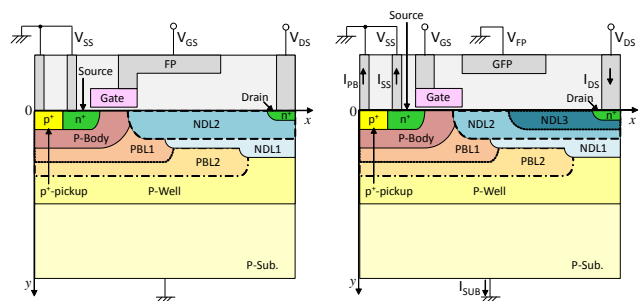 V_SS
V_GS
V_DS
Source
FP
Gate
Drain
0
x
p⁺
n⁺
n⁺
NDL2
P-Body
PBL1
NDL1
PBL2
p⁺-pickup
P-Well
P-Sub.
y
Source
V_SS
V_GS
V_FP
V_DS
I_PB
I_SS
GFP
I_DS
Gate
Drain
0
x
p⁺
n⁺
n⁺
NDL2
NDL3
P-Body
PBL1
NDL1
PBL2
p⁺-pickup
P-Well
P-Sub.
y
I_SUB